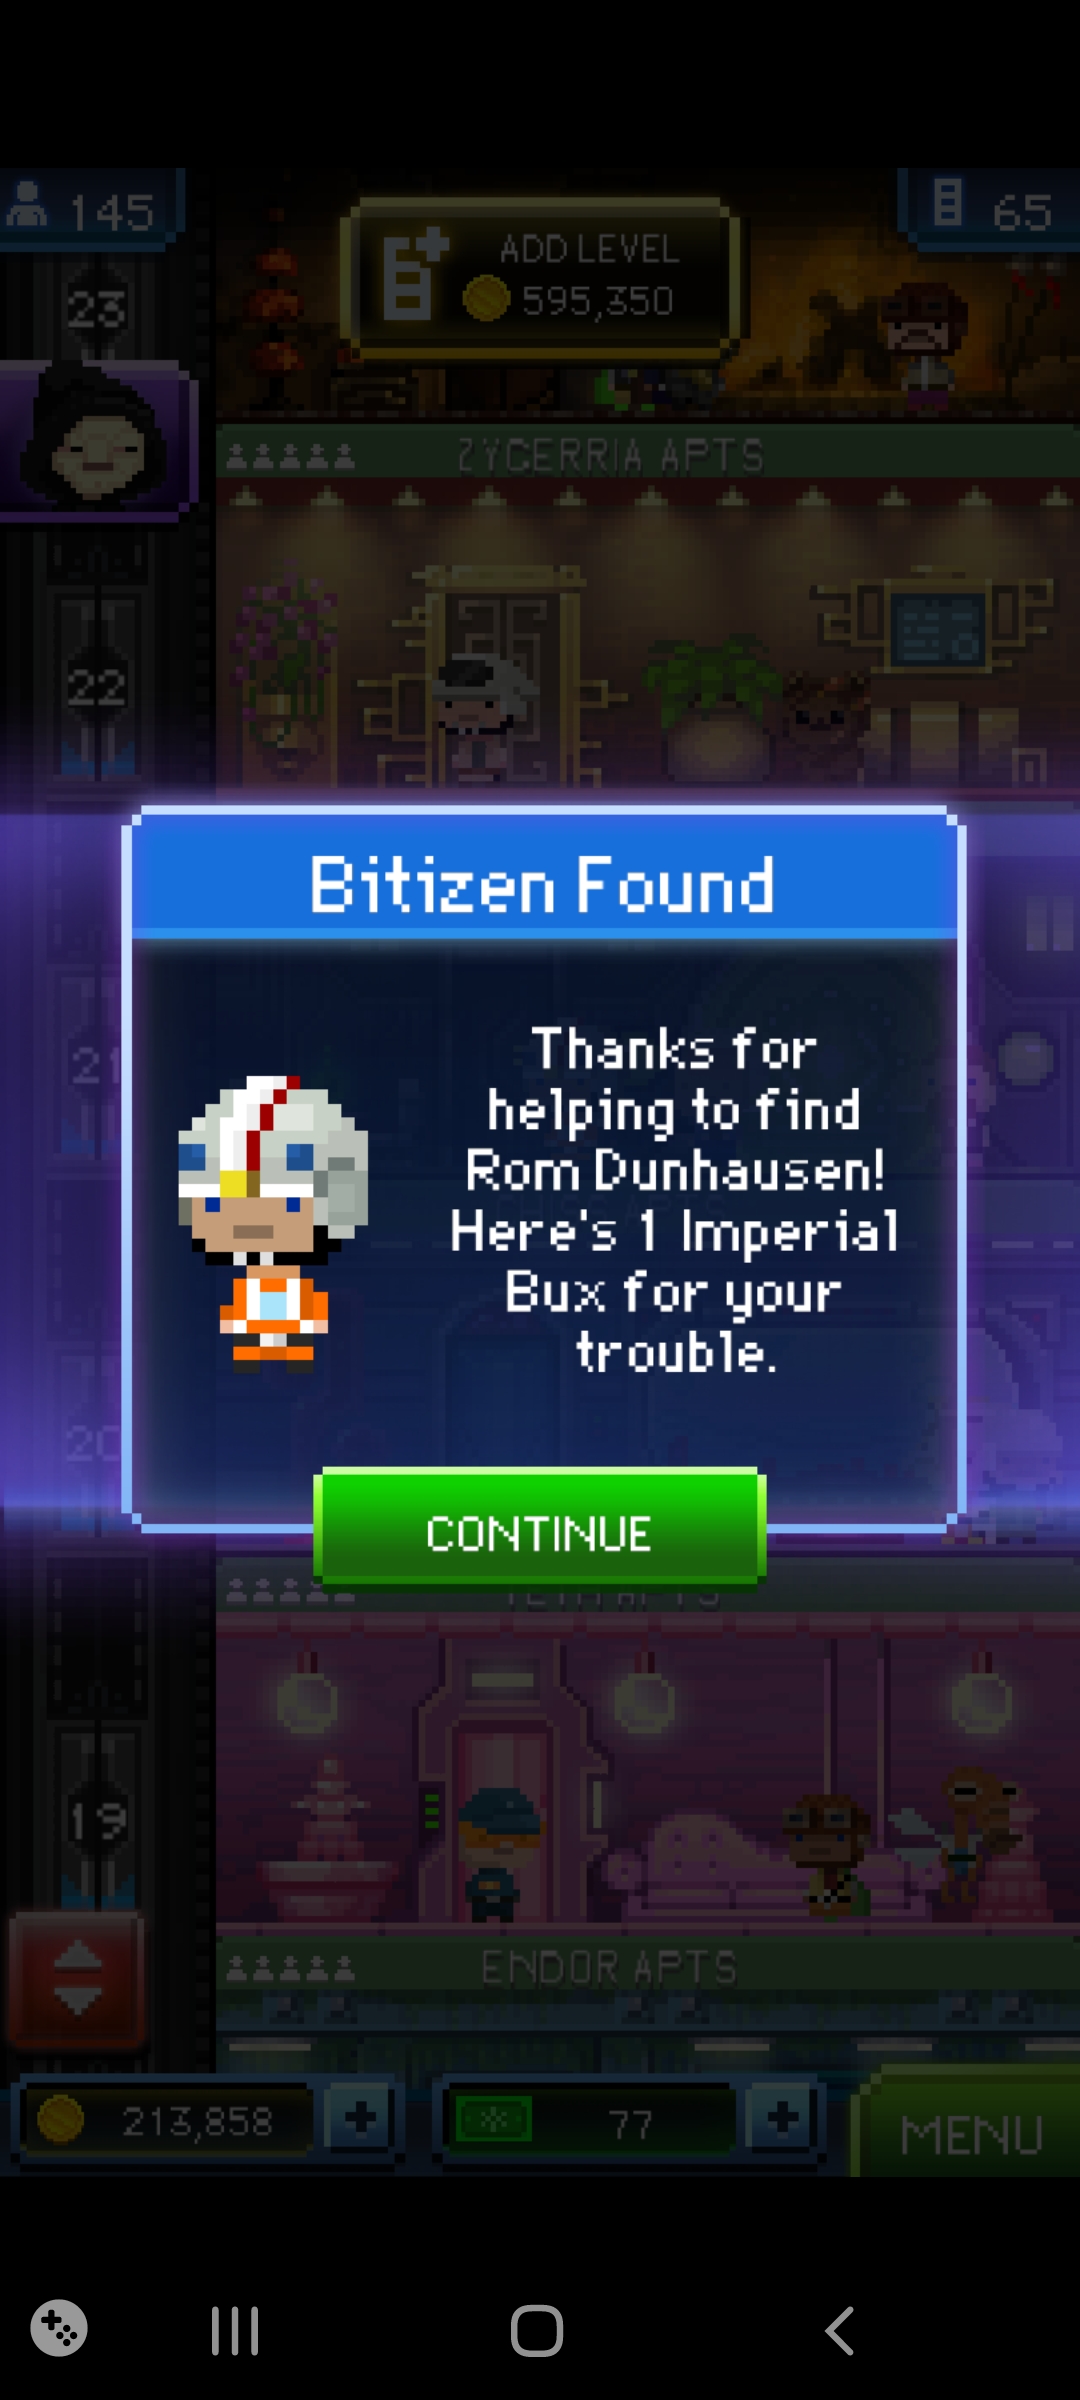 145
65
ADD LEVEL
595,350
23
ZYGERRIA APTS
22
Bitizen Found
Thanks for
helping to find
Rom Dunhausen!
Here's 1 Imperial
Bux for your
trouble.
21
20
CONTINUE
19
ENDOR APTS
213,858
77
MENU